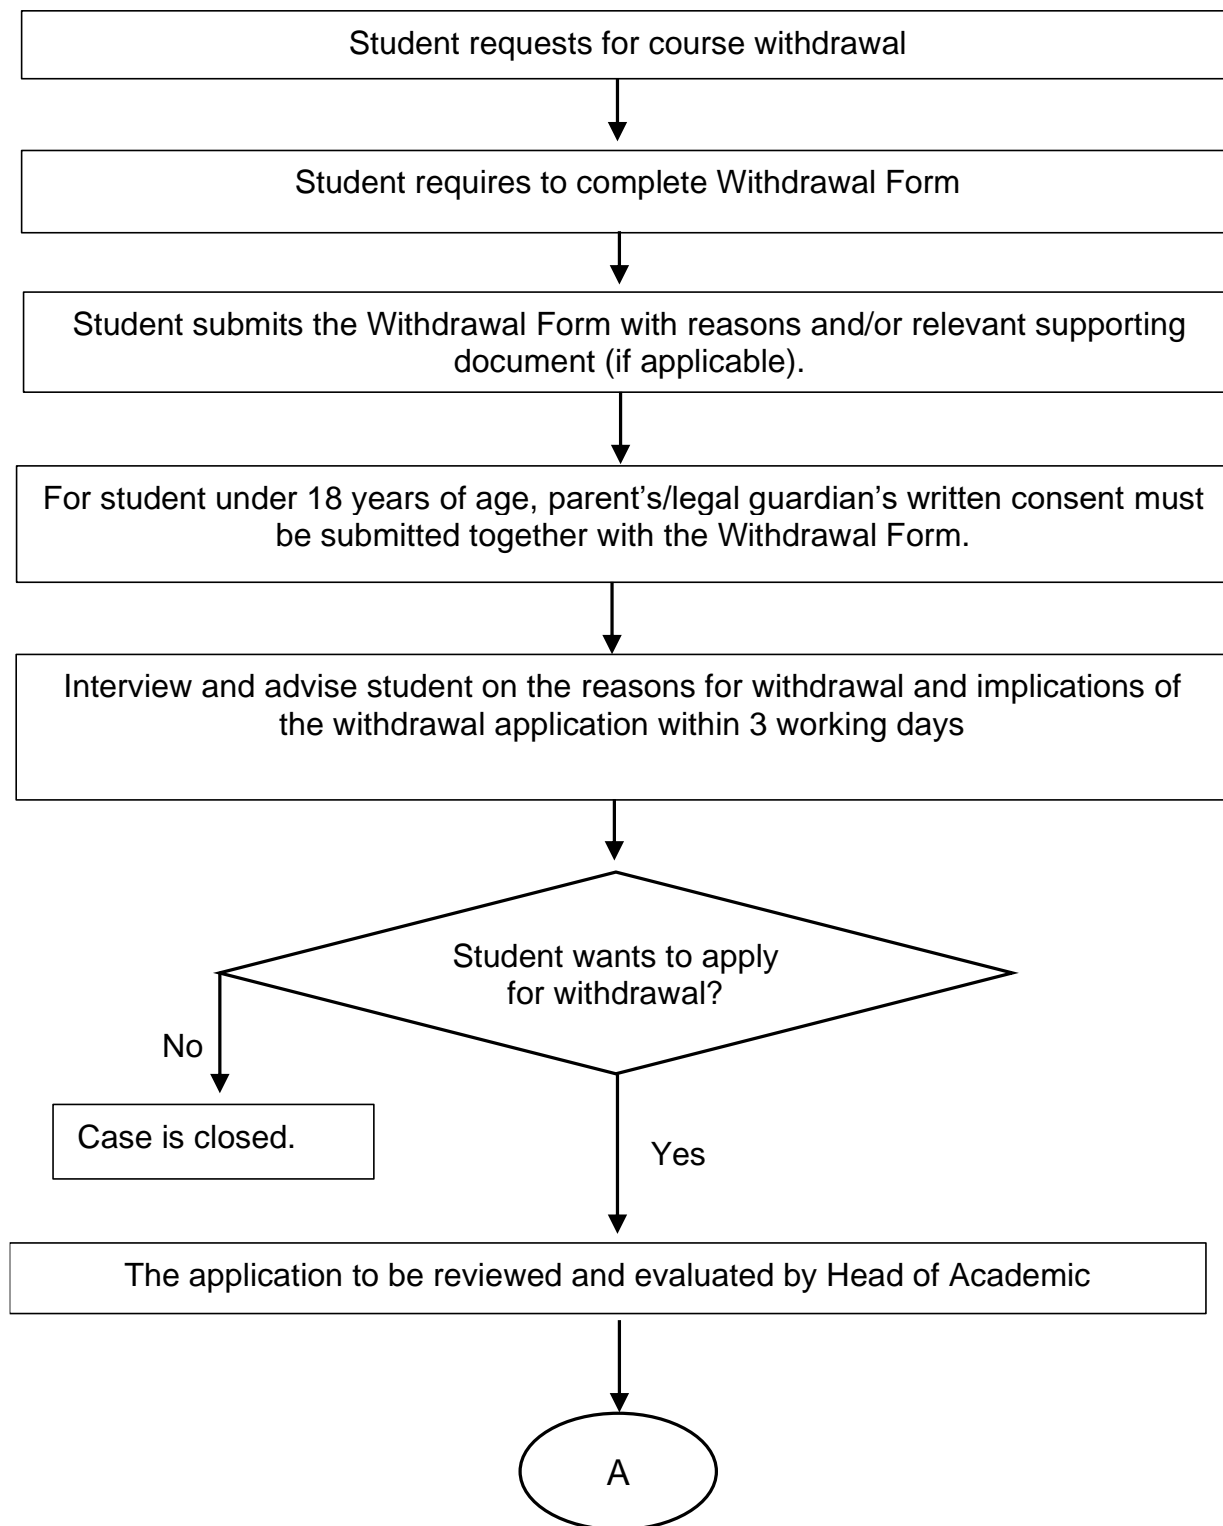 Student requests for course withdrawal
Student requires to complete Withdrawal Form
Student submits the Withdrawal Form with reasons and/or relevant supporting
document (if applicable).
For student under 18 years of age, parent’s/legal guardian’s written consent must
be submitted together with the Withdrawal Form.
Interview and advise student on the reasons for withdrawal and implications of
the withdrawal application within 3 working days
Student wants to apply
for withdrawal?
No
Case is closed.
Yes
The application to be reviewed and evaluated by Head of Academic
A